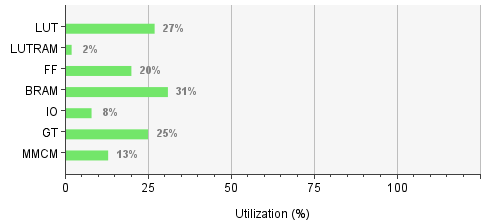 LUT 27%
LUTRAM 2%
FF 20%
BRAM 31%
IO 8%
GT 25%
MMCM 13%
0 25 50 75 100
Utilization (%)